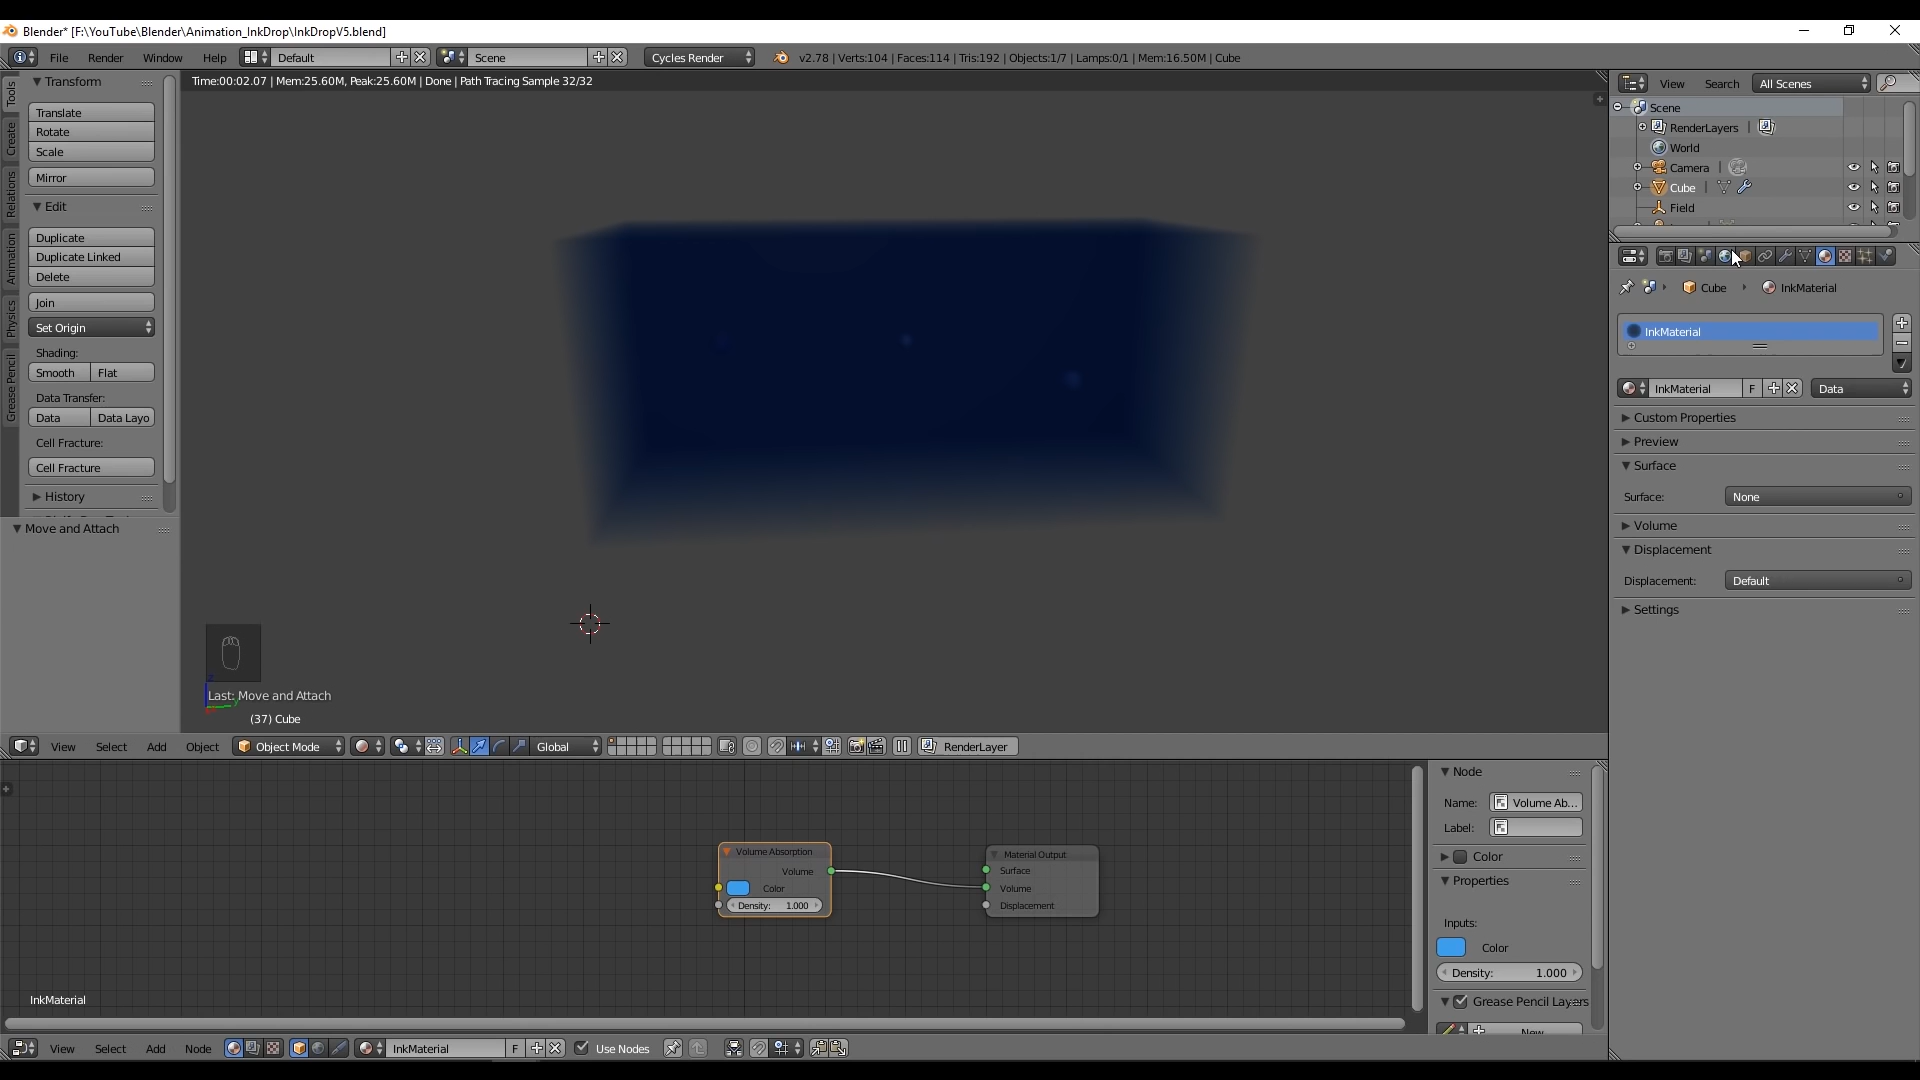 Blender* [F:\YouTube\Blender\Animation_InkDrop\InkDropV5.blend]
File Render Window Help Default Scene Cycles Render v2.78 | Verts:104 | Faces:114 | Tris:192 | Objects:1/7 | Lamps:0/1 | Mem:16.50M | Cube
Time:00:02.07 | Mem:25.60M, Peak:25.60M | Done | Path Tracing Sample 32/32
Tools
Create
Relations
Animation
Physics
Grease Pencil
Transform
Translate
Rotate
Scale
Mirror
Edit
Duplicate
Duplicate Linked
Delete
Join
Set Origin
Shading:
Smooth Flat
Data Transfer:
Data Data Layo
Cell Fracture:
Cell Fracture
History
Move and Attach
Last: Move and Attach
(37) Cube
View Select Add Object Object Mode Global RenderLayer
View Search All Scenes
Scene
RenderLayers |
World
Camera |
Cube |
Field
Cube InkMaterial
InkMaterial
InkMaterial F Data
Custom Properties
Preview
Surface
Surface: None
Volume
Displacement
Displacement: Default
Settings
Volume Absorption
Volume
Color
Density: 1.000
Material Output
Surface
Volume
Displacement
InkMaterial
Node
Name: Volume Ab...
Label:
Color
Properties
Inputs:
Color
Density: 1.000
Grease Pencil Layers
New
View Select Add Node InkMaterial F Use Nodes